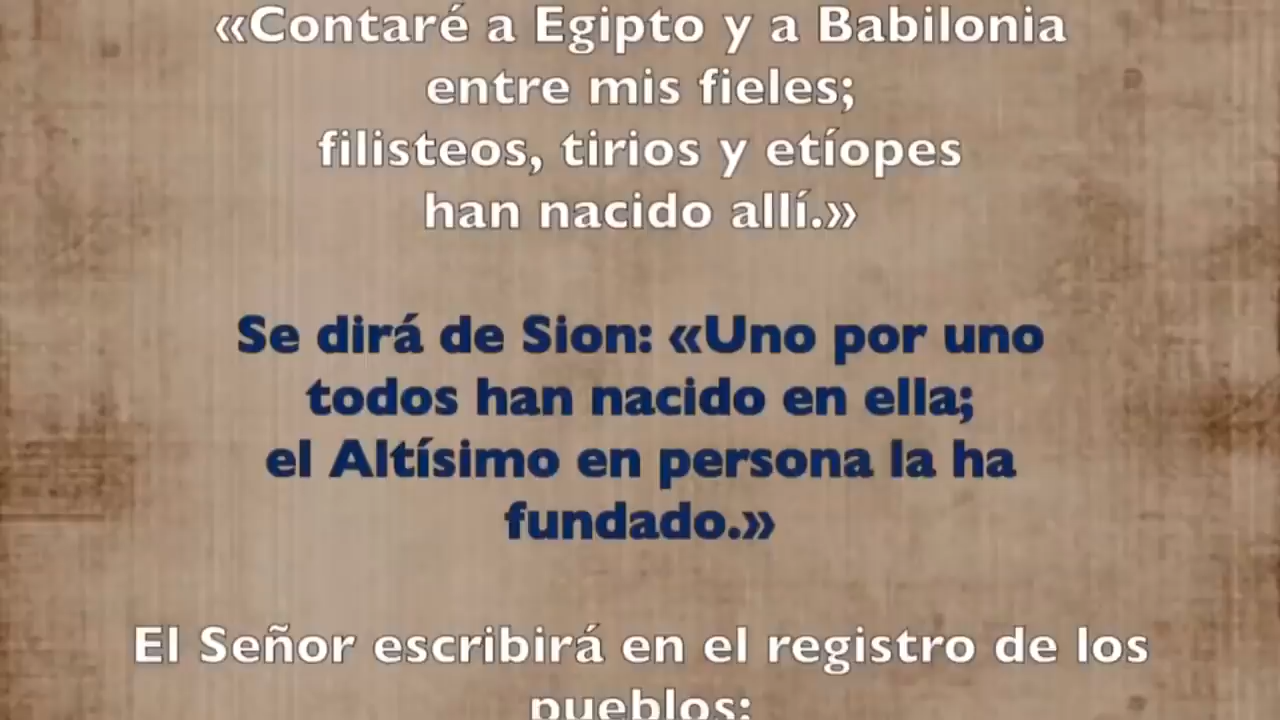 «Contaré a Egipto y a Babilonia
entre mis fieles;
filisteos, tirios y etíopes
han nacido allí.»
Se dirá de Sion: «Uno por uno
todos han nacido en ella;
el Altísimo en persona la ha
fundado.»
El Señor escribirá en el registro de los
pueblos: